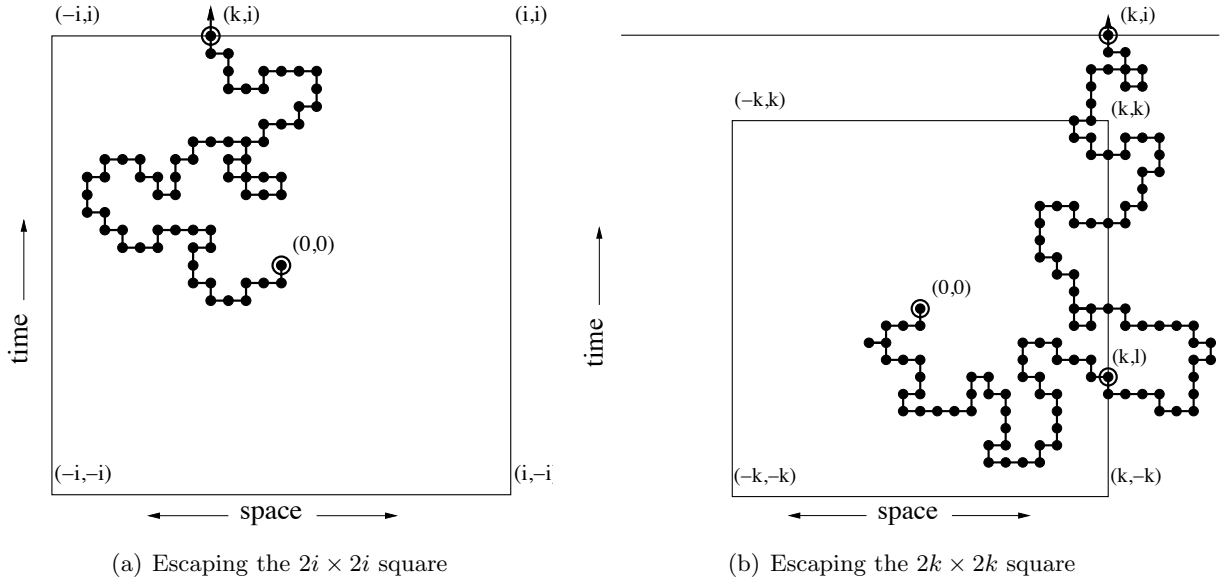 (−i,i) (k,i) (i,i)
(0,0)
time
(−i,−i) (i,−i
space
(a) Escaping the 2i × 2i square
(k,i)
(−k,k) (k,k)
(0,0)
time
(k,l)
(−k,−k) (k,−k)
space
(b) Escaping the 2k × 2k square